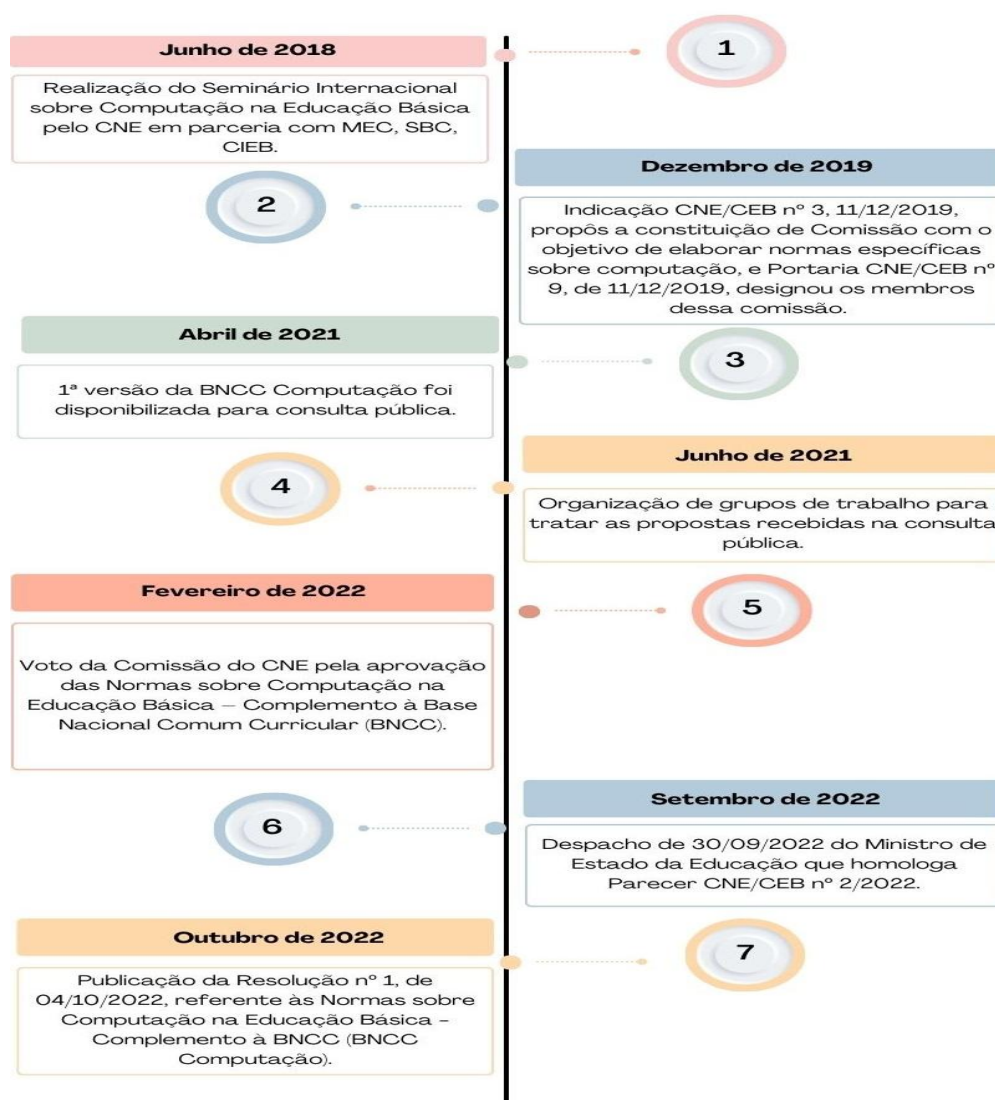 1
Junho de 2018
Realização do Seminário Internacional
sobre Computação na Educação Básica
pelo CNE em parceria com MEC, SBC,
CIEB.
2
Dezembro de 2019
Indicação CNE/CEB nº 3, 11/12/2019,
propôs a constituição de Comissão com o
objetivo de elaborar normas específicas
sobre computação, e Portaria CNE/CEB nº
9, de 11/12/2019, designou os membros
dessa comissão.
3
Abril de 2021
1ª versão da BNCC Computação foi
disponibilizada para consulta pública.
4
Junho de 2021
Organização de grupos de trabalho para
tratar as propostas recebidas na consulta
pública.
5
Fevereiro de 2022
Voto da Comissão do CNE pela aprovação
das Normas sobre Computação na
Educação Básica – Complemento à Base
Nacional Comum Curricular (BNCC).
6
Setembro de 2022
Despacho de 30/09/2022 do Ministro de
Estado da Educação que homologa
Parecer CNE/CEB nº 2/2022.
7
Outubro de 2022
Publicação da Resolução nº 1, de
04/10/2022, referente às Normas sobre
Computação na Educação Básica -
Complemento à BNCC (BNCC
Computação).